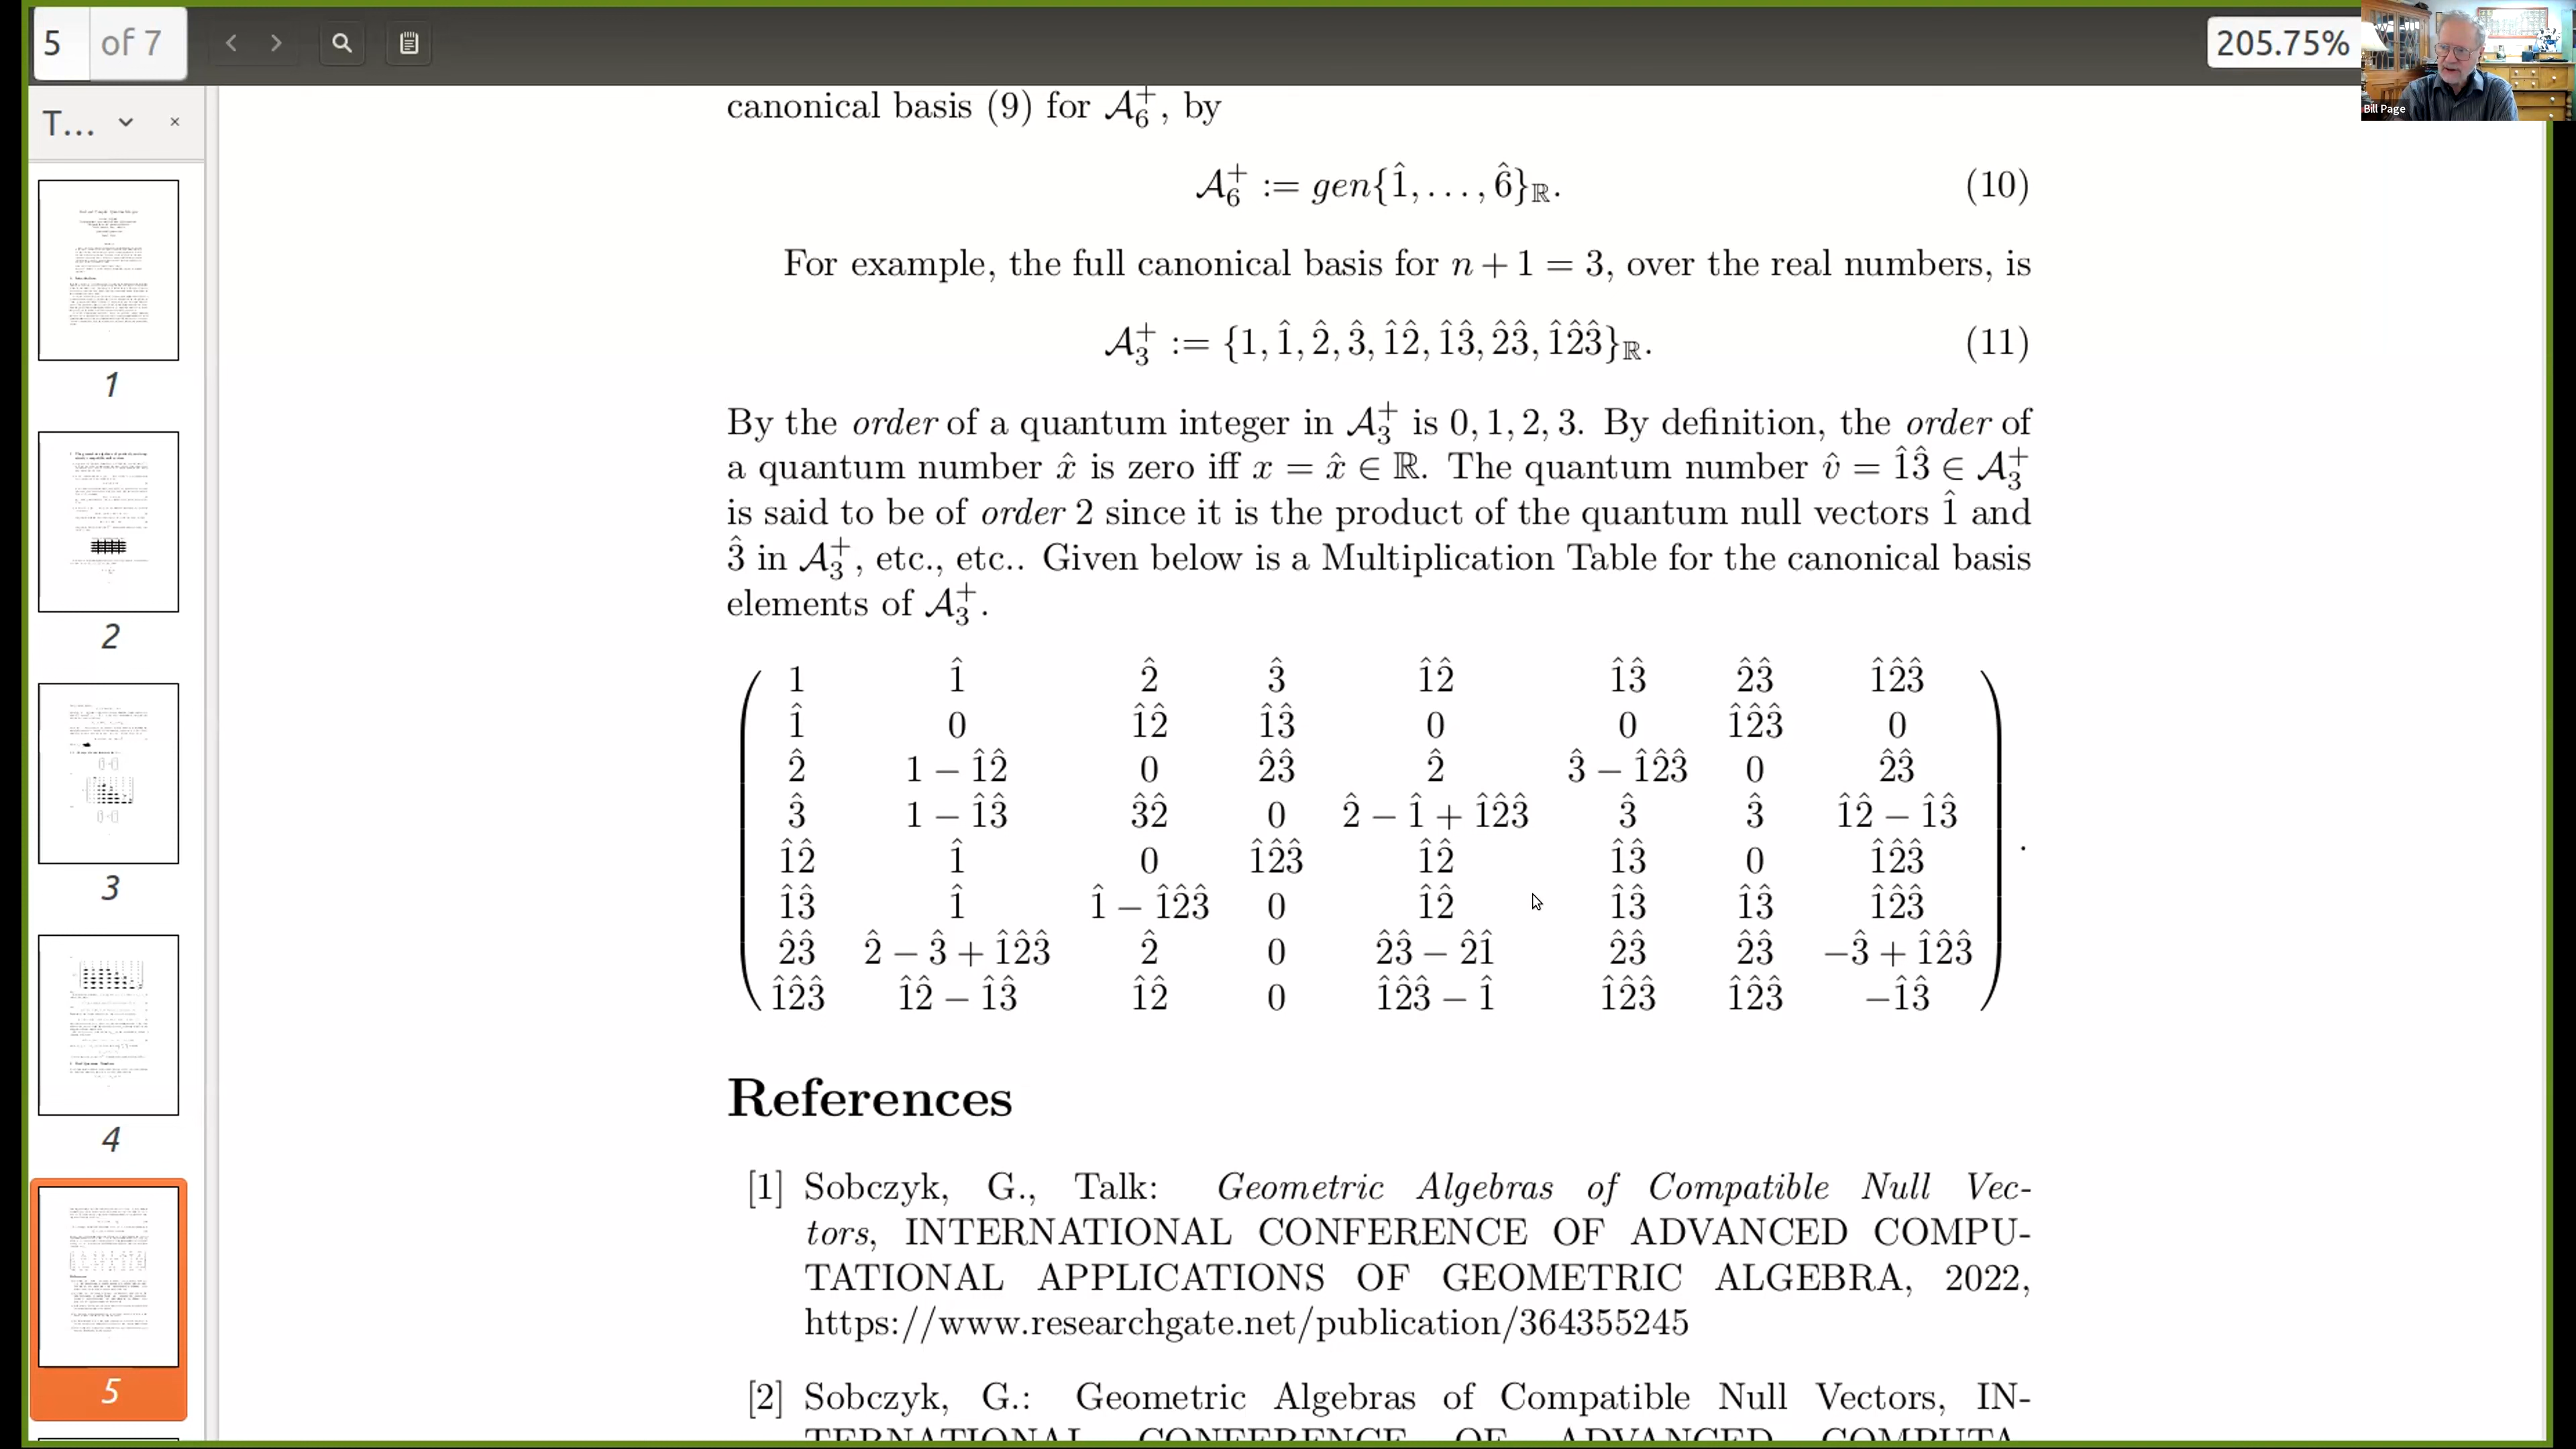 5 of 7
205.75%
Bill Page
T...
1
2
3
4
5
canonical basis (9) for 𝒜₆⁺, by
𝒜₆⁺ := gen{1̂, . . . , 6̂}ℝ. (10)
For example, the full canonical basis for n + 1 = 3, over the real numbers, is
𝒜₃⁺ := {1, 1̂, 2̂, 3̂, 1̂2̂, 1̂3̂, 2̂3̂, 1̂2̂3̂}ℝ. (11)
By the order of a quantum integer in 𝒜₃⁺ is 0, 1, 2, 3. By definition, the order of
a quantum number x̂ is zero iff x = x̂ ∈ ℝ. The quantum number v̂ = 1̂3̂ ∈ 𝒜₃⁺
is said to be of order 2 since it is the product of the quantum null vectors 1̂ and
3̂ in 𝒜₃⁺, etc., etc.. Given below is a Multiplication Table for the canonical basis
elements of 𝒜₃⁺.
1 1̂ 2̂ 3̂ 1̂2̂ 1̂3̂ 2̂3̂ 1̂2̂3̂
1̂ 0 1̂2̂ 1̂3̂ 0 0 1̂2̂3̂ 0
2̂ 1 − 1̂2̂ 0 2̂3̂ 2̂ 3̂ − 1̂2̂3̂ 0 2̂3̂
3̂ 1 − 1̂3̂ 3̂2̂ 0 2̂ − 1̂ + 1̂2̂3̂ 3̂ 3̂ 1̂2̂ − 1̂3̂
1̂2̂ 1̂ 0 1̂2̂3̂ 1̂2̂ 1̂3̂ 0 1̂2̂3̂
1̂3̂ 1̂ 1̂ − 1̂2̂3̂ 0 1̂2̂ 1̂3̂ 1̂3̂ 1̂2̂3̂
2̂3̂ 2̂ − 3̂ + 1̂2̂3̂ 2̂ 0 2̂3̂ − 2̂1̂ 2̂3̂ 2̂3̂ −3̂ + 1̂2̂3̂
1̂2̂3̂ 1̂2̂ − 1̂3̂ 1̂2̂ 0 1̂2̂3̂ − 1̂ 1̂2̂3̂ 1̂2̂3̂ −1̂3̂
.
References
[1] Sobczyk, G., Talk: Geometric Algebras of Compatible Null Vec-
tors, INTERNATIONAL CONFERENCE OF ADVANCED COMPU-
TATIONAL APPLICATIONS OF GEOMETRIC ALGEBRA, 2022,
https://www.researchgate.net/publication/364355245
[2] Sobczyk, G.: Geometric Algebras of Compatible Null Vectors, IN-
TERNATIONAL CONFERENCE OF ADVANCED COMPUTA-